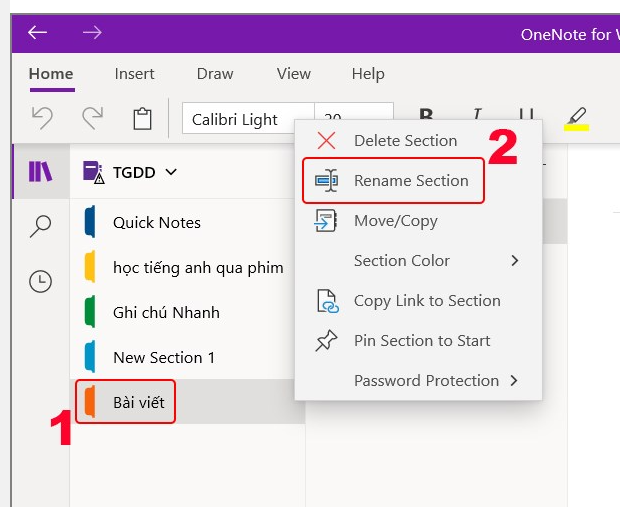 OneNote for W
Home Insert Draw View Help
Calibri Light 20 B I U
TGDD
Quick Notes
học tiếng anh qua phim
Ghi chú Nhanh
New Section 1
Bài viết
1
Delete Section
2
Rename Section
Move/Copy
Section Color
Copy Link to Section
Pin Section to Start
Password Protection